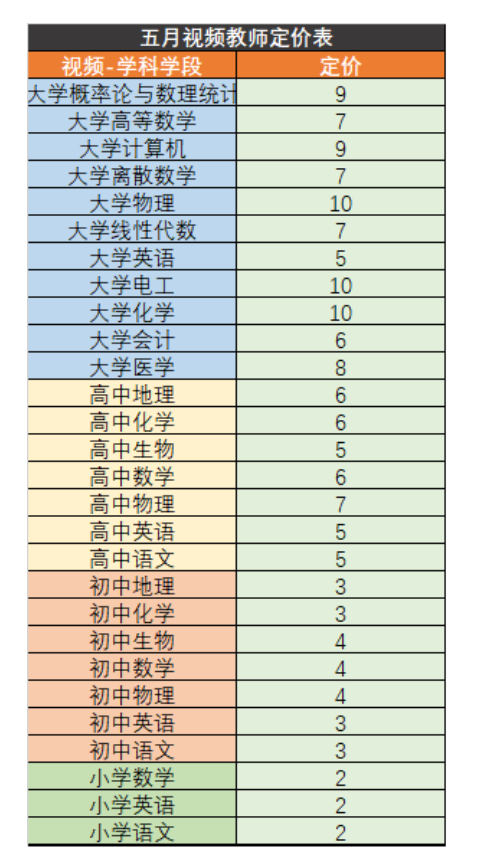 五月视频教师定价表
视频-学科学段 定价
大学概率论与数理统计 9
大学高等数学 7
大学计算机 9
大学离散数学 7
大学物理 10
大学线性代数 7
大学英语 5
大学电工 10
大学化学 10
大学会计 6
大学医学 8
高中地理 6
高中化学 6
高中生物 5
高中数学 6
高中物理 7
高中英语 5
高中语文 5
初中地理 3
初中化学 3
初中生物 4
初中数学 4
初中物理 4
初中英语 3
初中语文 3
小学数学 2
小学英语 2
小学语文 2